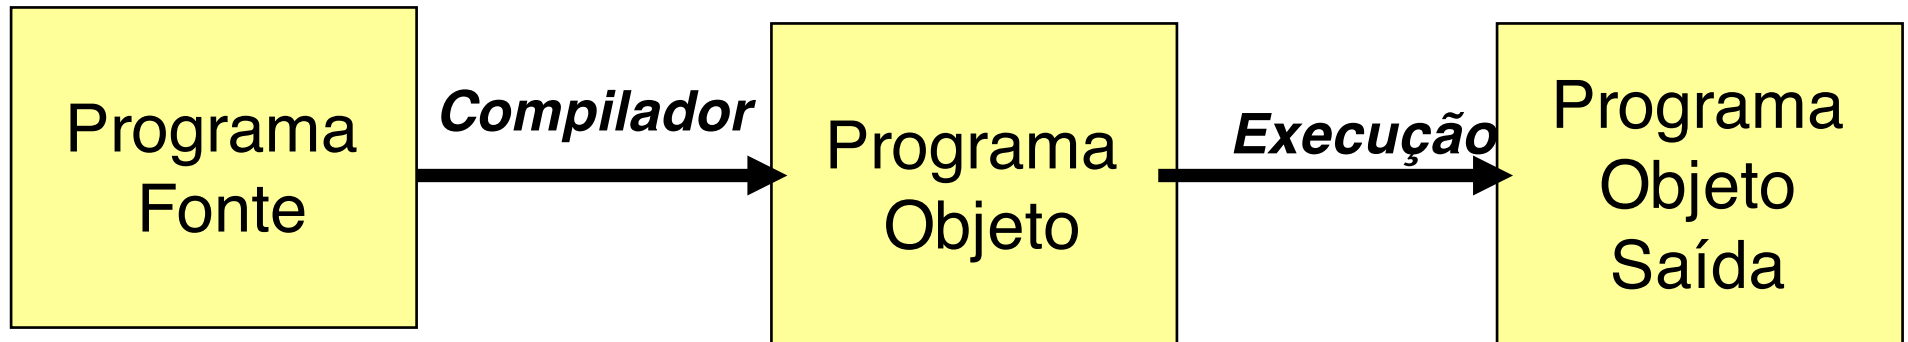 Programa
Fonte
Compilador
Programa
Objeto
Execução
Programa
Objeto
Saída